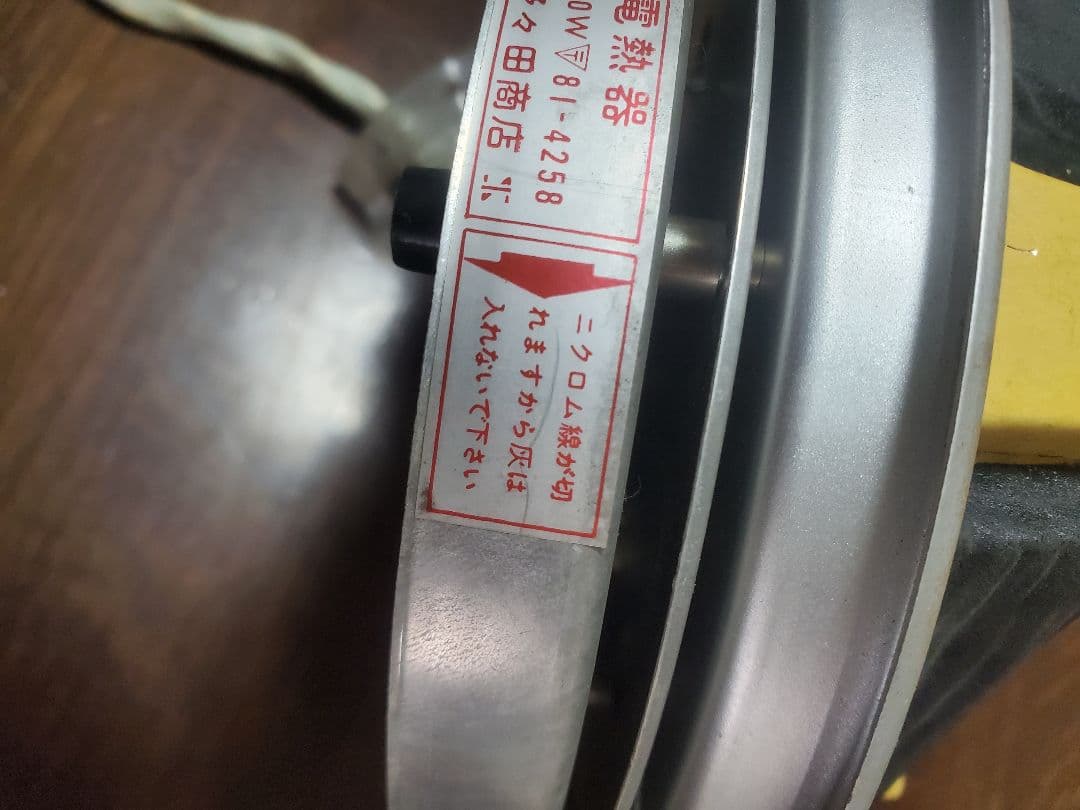 電熱器
0W〒81-4258
々田商店
ニクロム線が切
れますから灰は
入れないで下さい